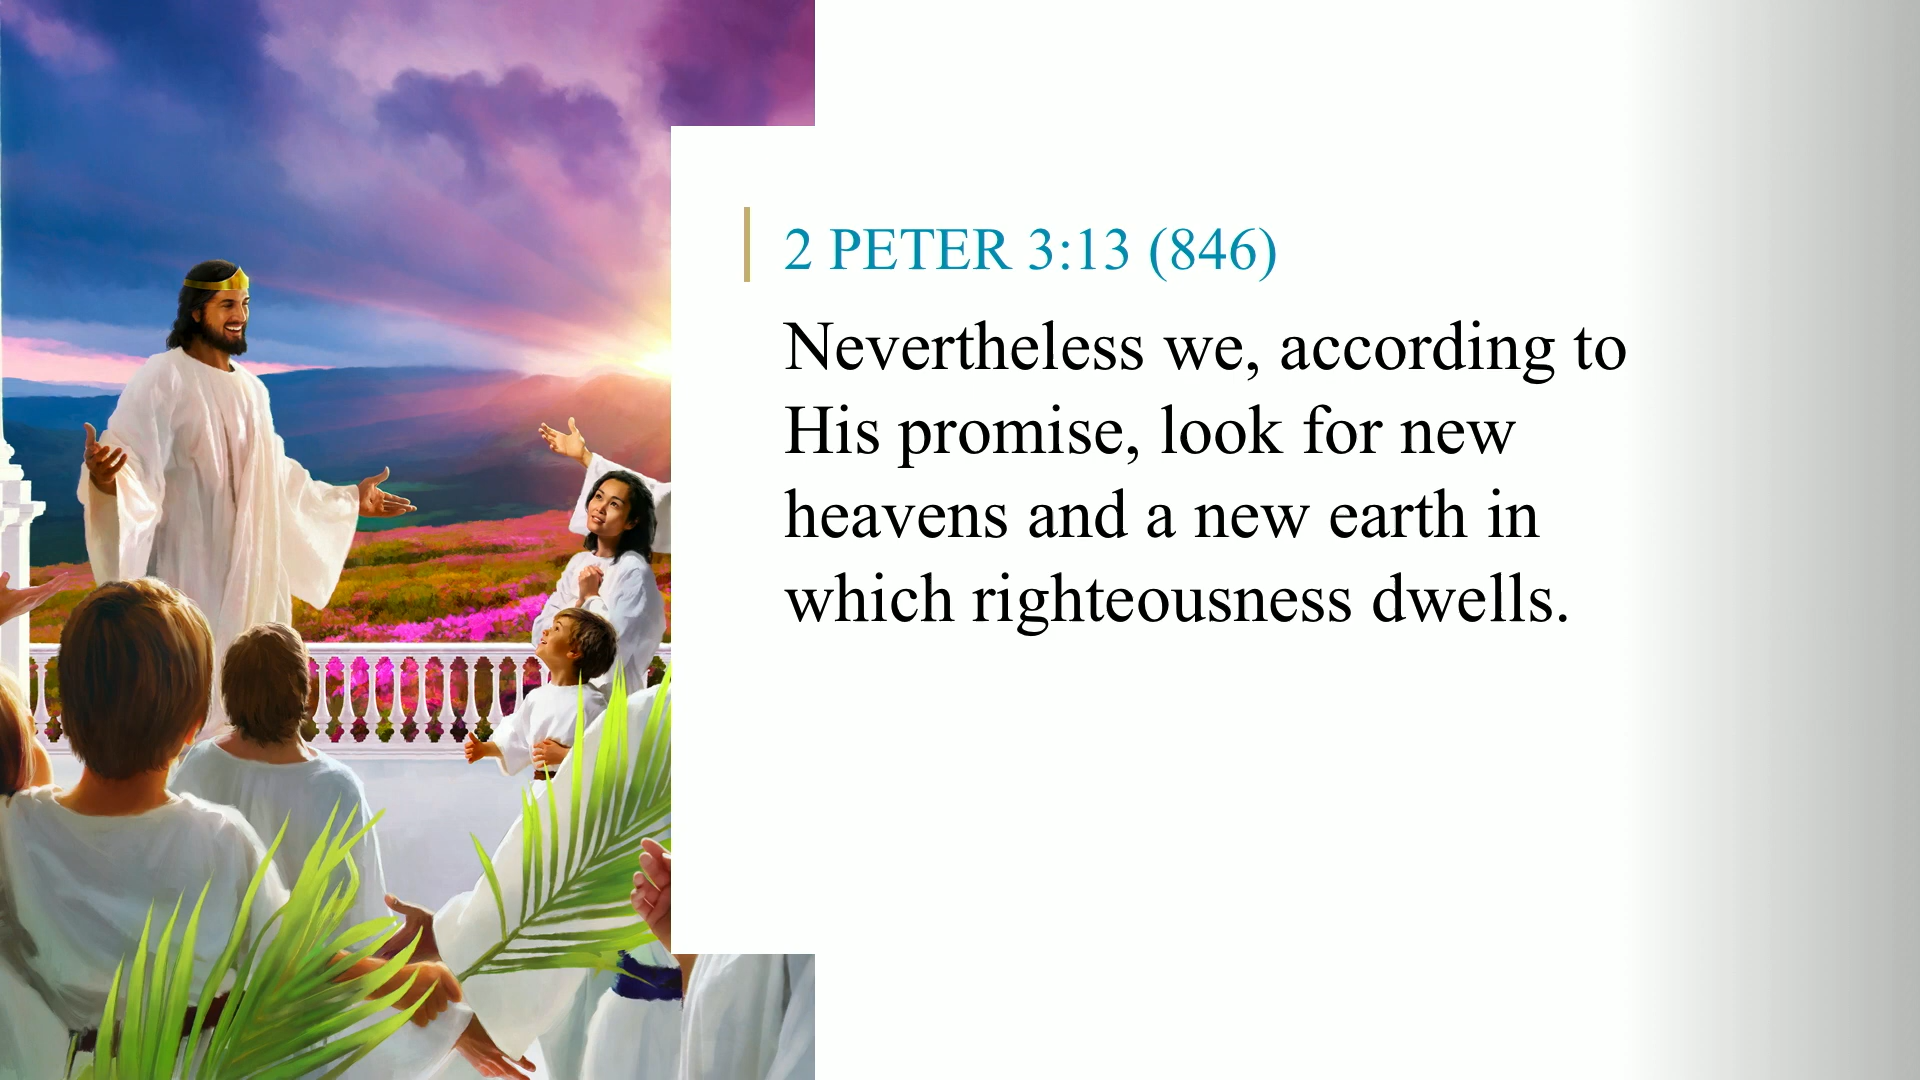 2 PETER 3:13 (846)
Nevertheless we, according to
His promise, look for new
heavens and a new earth in
which righteousness dwells.